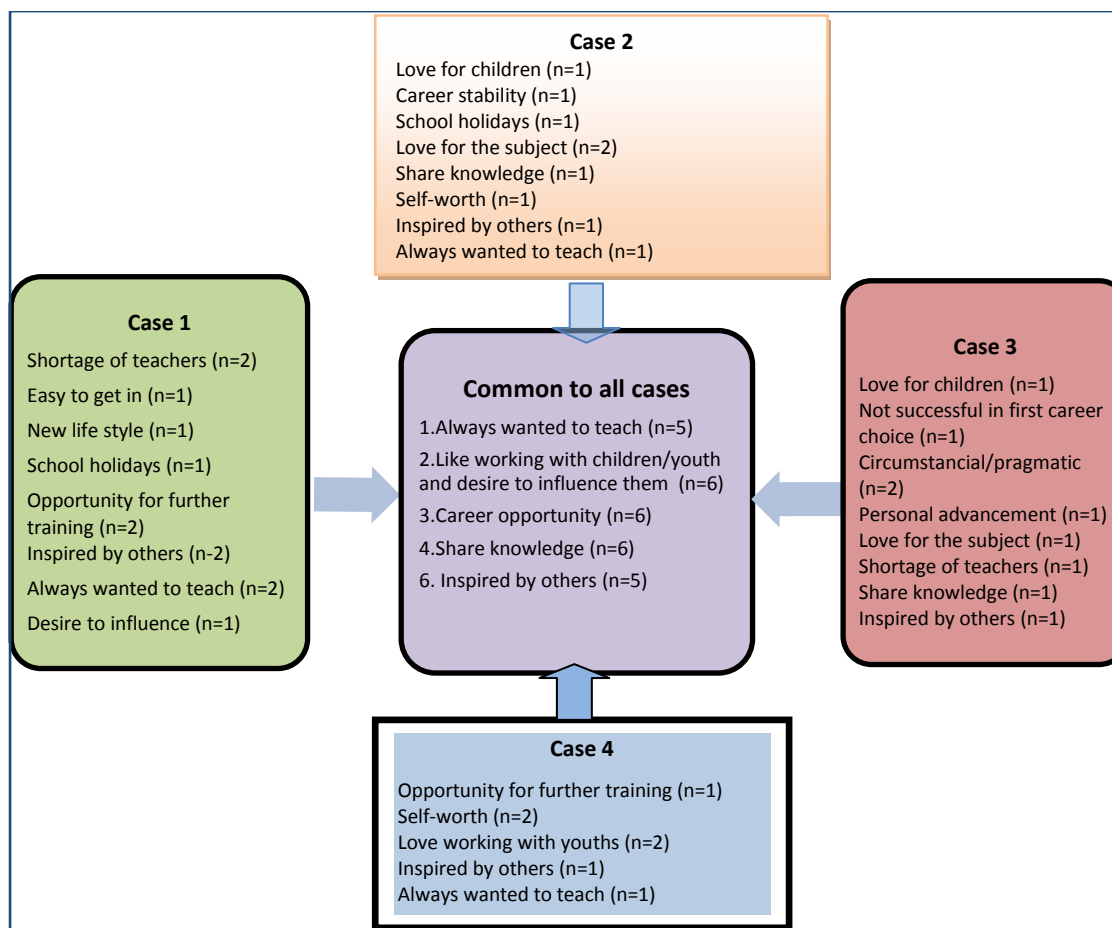 Case 2
Love for children (n=1)
Career stability (n=1)
School holidays (n=1)
Love for the subject (n=2)
Share knowledge (n=1)
Self-worth (n=1)
Inspired by others (n=1)
Always wanted to teach (n=1)
Case 1
Shortage of teachers (n=2)
Easy to get in (n=1)
New life style (n=1)
School holidays (n=1)
Opportunity for further
training (n=2)
Inspired by others (n-2)
Always wanted to teach (n=2)
Desire to influence (n=1)
Common to all cases
1.Always wanted to teach (n=5)
2.Like working with children/youth
and desire to influence them (n=6)
3.Career opportunity (n=6)
4.Share knowledge (n=6)
6. Inspired by others (n=5)
Case 3
Love for children (n=1)
Not successful in first career
choice (n=1)
Circumstancial/pragmatic
(n=2)
Personal advancement (n=1)
Love for the subject (n=1)
Shortage of teachers (n=1)
Share knowledge (n=1)
Inspired by others (n=1)
Case 4
Opportunity for further training (n=1)
Self-worth (n=2)
Love working with youths (n=2)
Inspired by others (n=1)
Always wanted to teach (n=1)